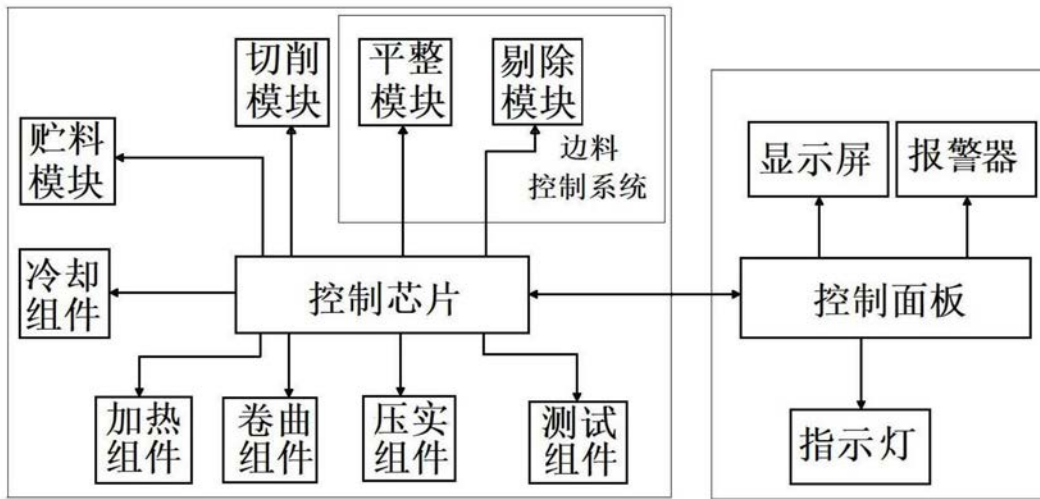 切削
模块
平整
模块
剔除
模块
贮料
模块
边料
控制系统
显示屏
报警器
冷却
组件
控制芯片
控制面板
加热
组件
卷曲
组件
压实
组件
测试
组件
指示灯